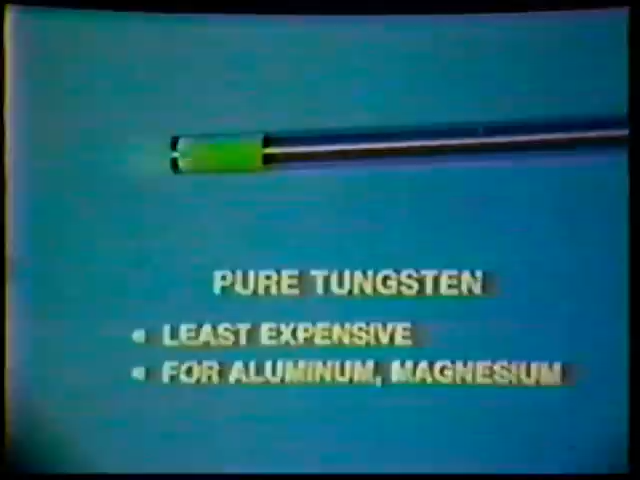 PURE TUNGSTEN
• LEAST EXPENSIVE
• FOR ALUMINUM, MAGNESIUM